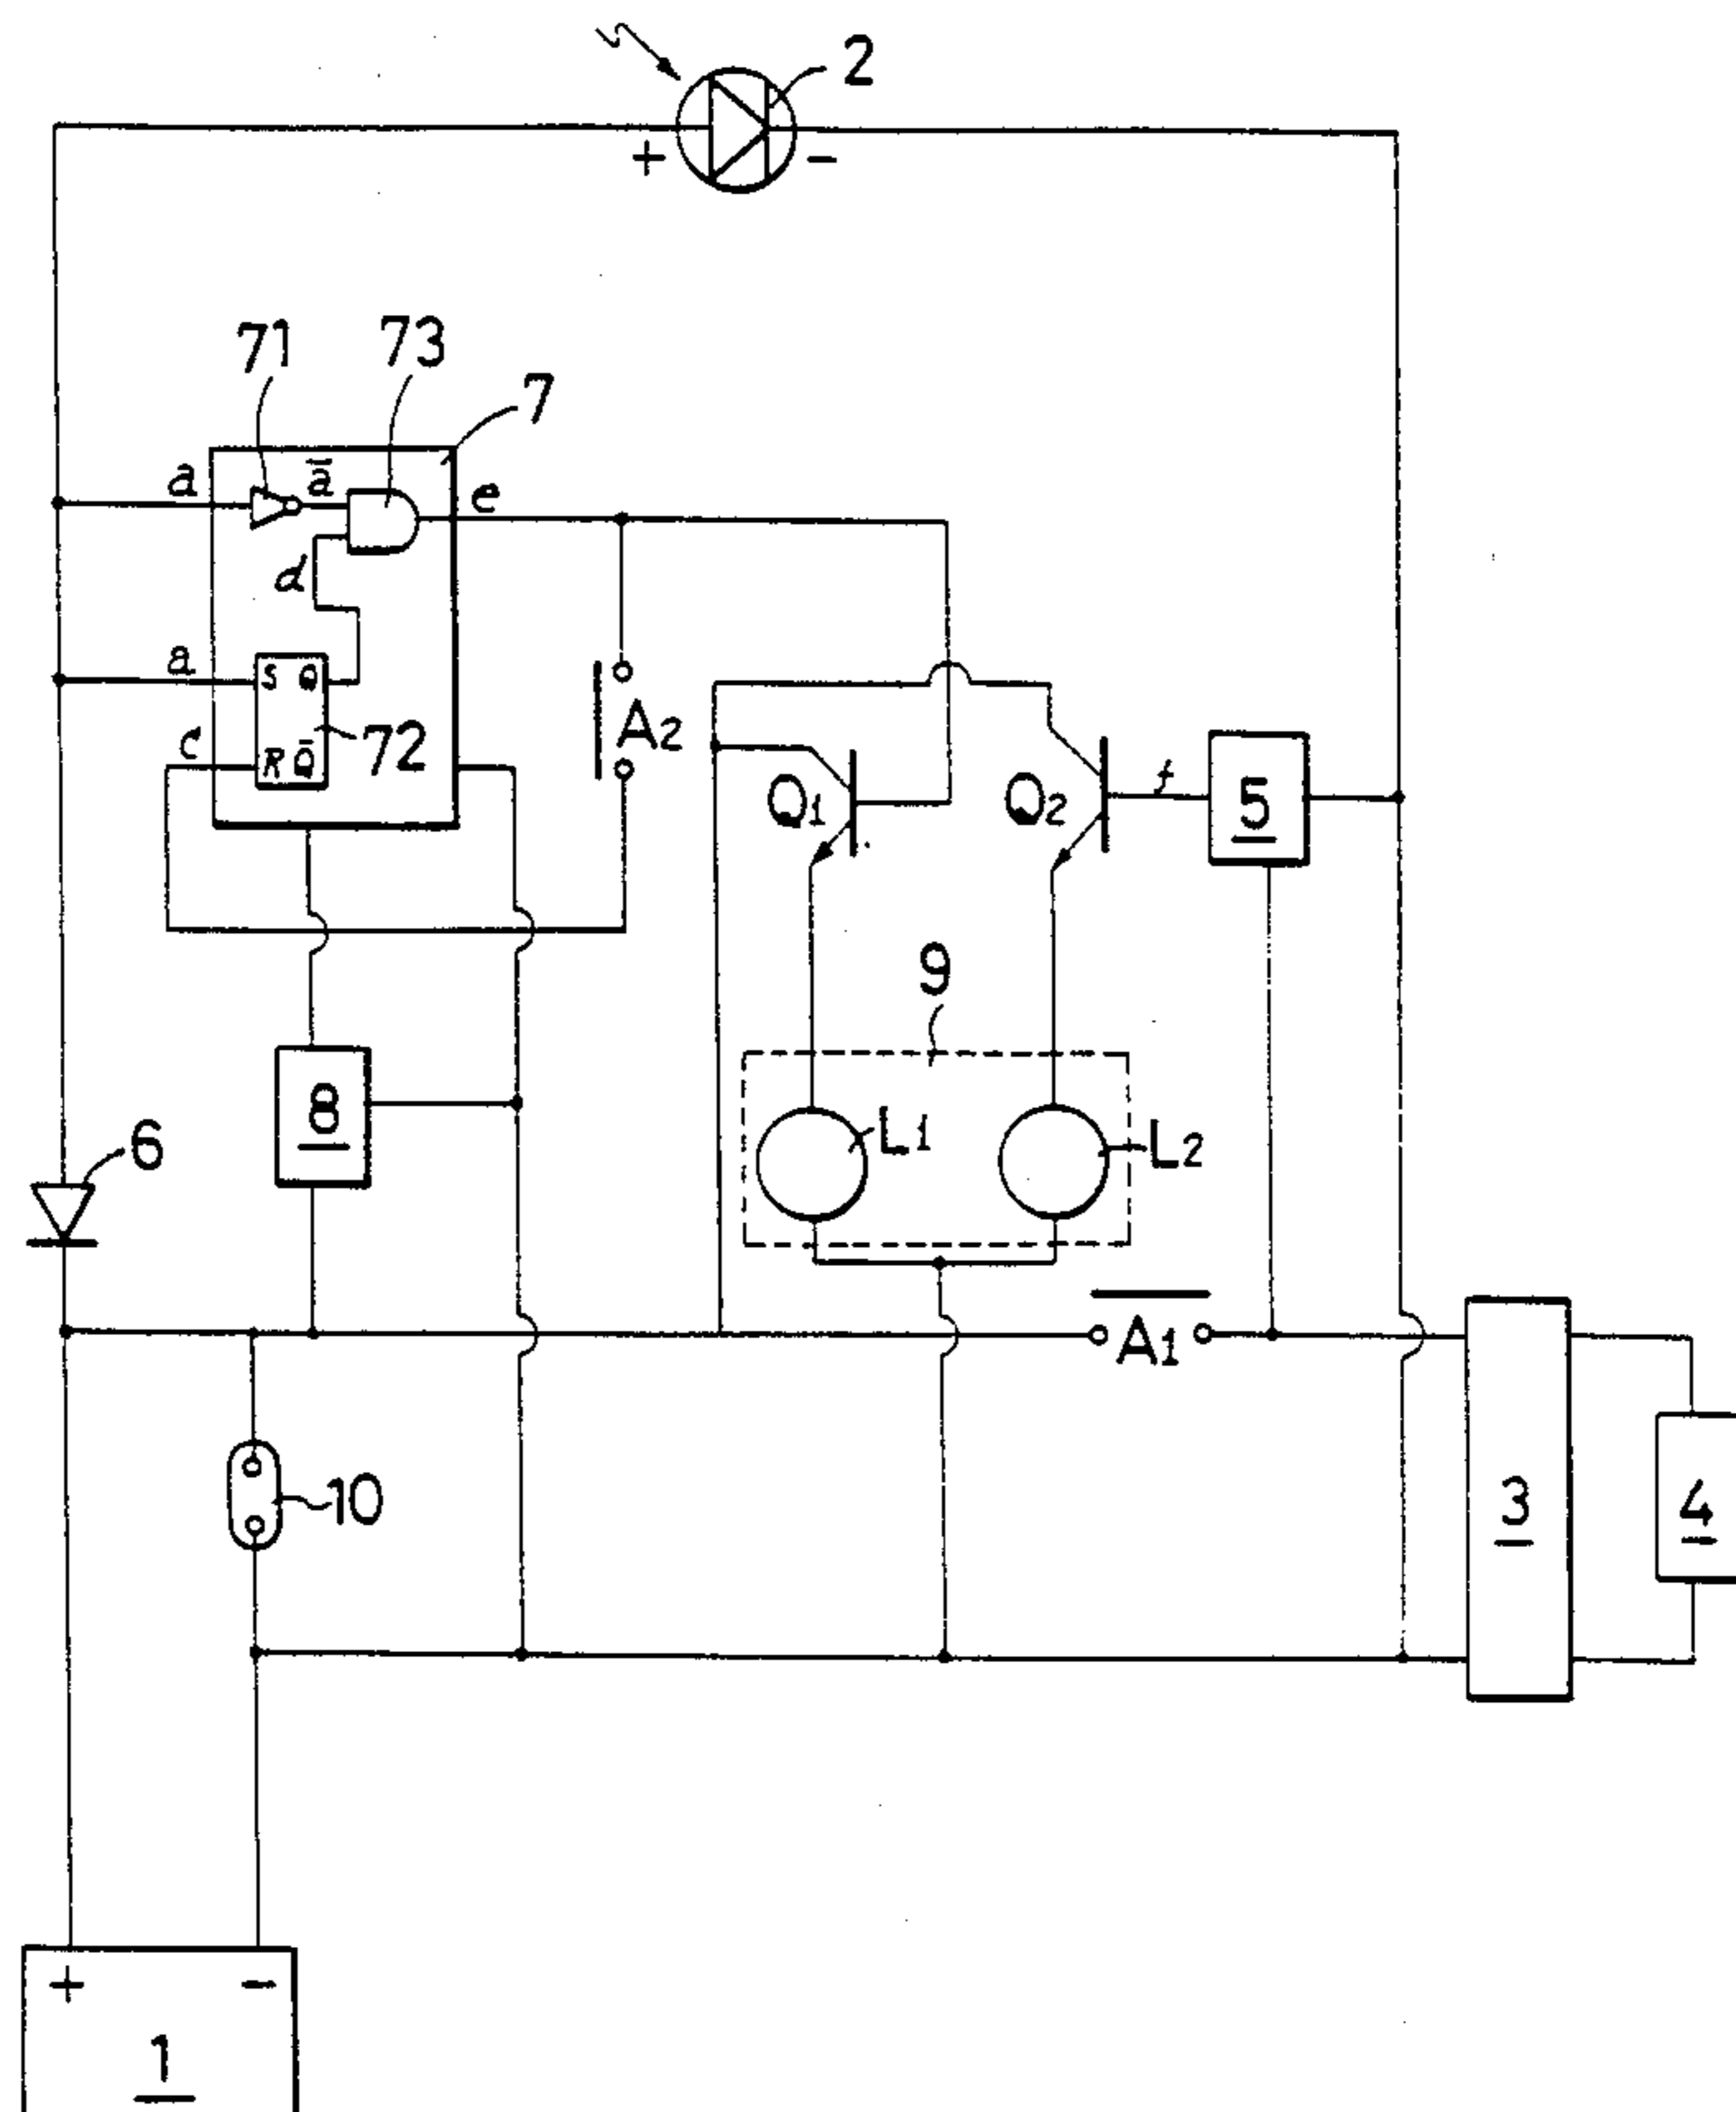 2
+ −
71 73 7
a ā e
d
a S Q
c R Q̄ 72
A2
Q1 Q2 f 5
9
8 L1 L2
6
A1
10 3 4
+ −
1